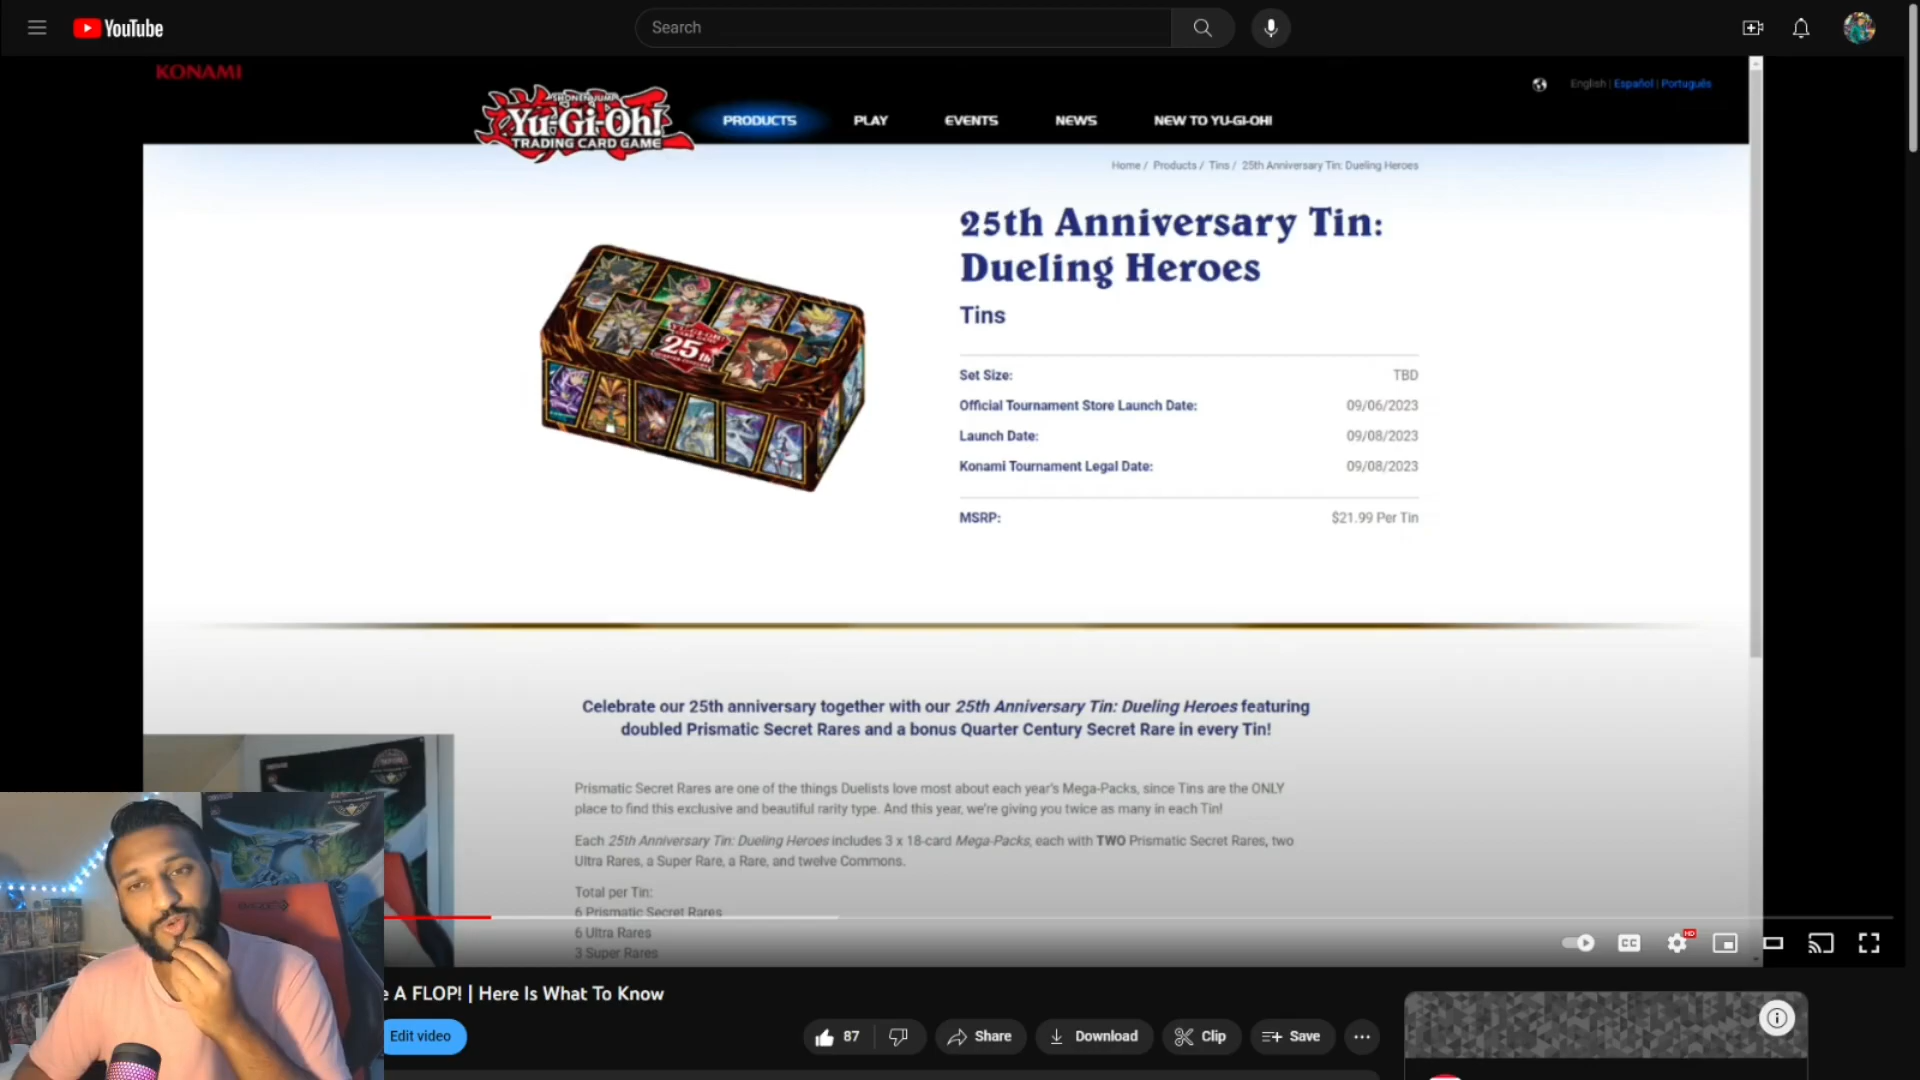 YouTube
Search
KONAMI
English | Español | Português
SHONEN JUMP
Yu-Gi-Oh!
TRADING CARD GAME
PRODUCTS
PLAY
EVENTS
NEWS
NEW TO YU-GI-OH!
Home / Products / Tins / 25th Anniversary Tin: Dueling Heroes
25th Anniversary Tin:
Dueling Heroes
Tins
25th
Set Size: TBD
Official Tournament Store Launch Date: 09/06/2023
Launch Date: 09/08/2023
Konami Tournament Legal Date: 09/08/2023
MSRP: $21.99 Per Tin
Celebrate our 25th anniversary together with our 25th Anniversary Tin: Dueling Heroes featuring
doubled Prismatic Secret Rares and a bonus Quarter Century Secret Rare in every Tin!
Prismatic Secret Rares are one of the things Duelists love most about each year's Mega-Packs, since Tins are the ONLY
place to find this exclusive and beautiful rarity type. And this year, we're giving you twice as many in each Tin!
Each 25th Anniversary Tin: Dueling Heroes includes 3 x 18-card Mega-Packs, each with TWO Prismatic Secret Rares, two
Ultra Rares, a Super Rare, a Rare, and twelve Commons.
Total per Tin:
6 Prismatic Secret Rares
6 Ultra Rares
3 Super Rares
CC
HD
e A FLOP! | Here Is What To Know
Edit video
87
Share
Download
Clip
Save